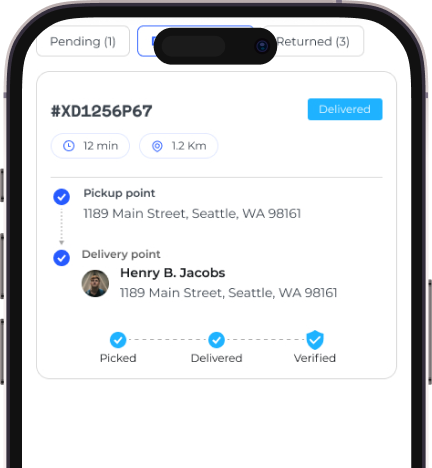 Pending (1)
Returned (3)
#XD1256P67
Delivered
12 min
1.2 Km
Pickup point
1189 Main Street, Seattle, WA 98161
Delivery point
Henry B. Jacobs
1189 Main Street, Seattle, WA 98161
Picked
Delivered
Verified